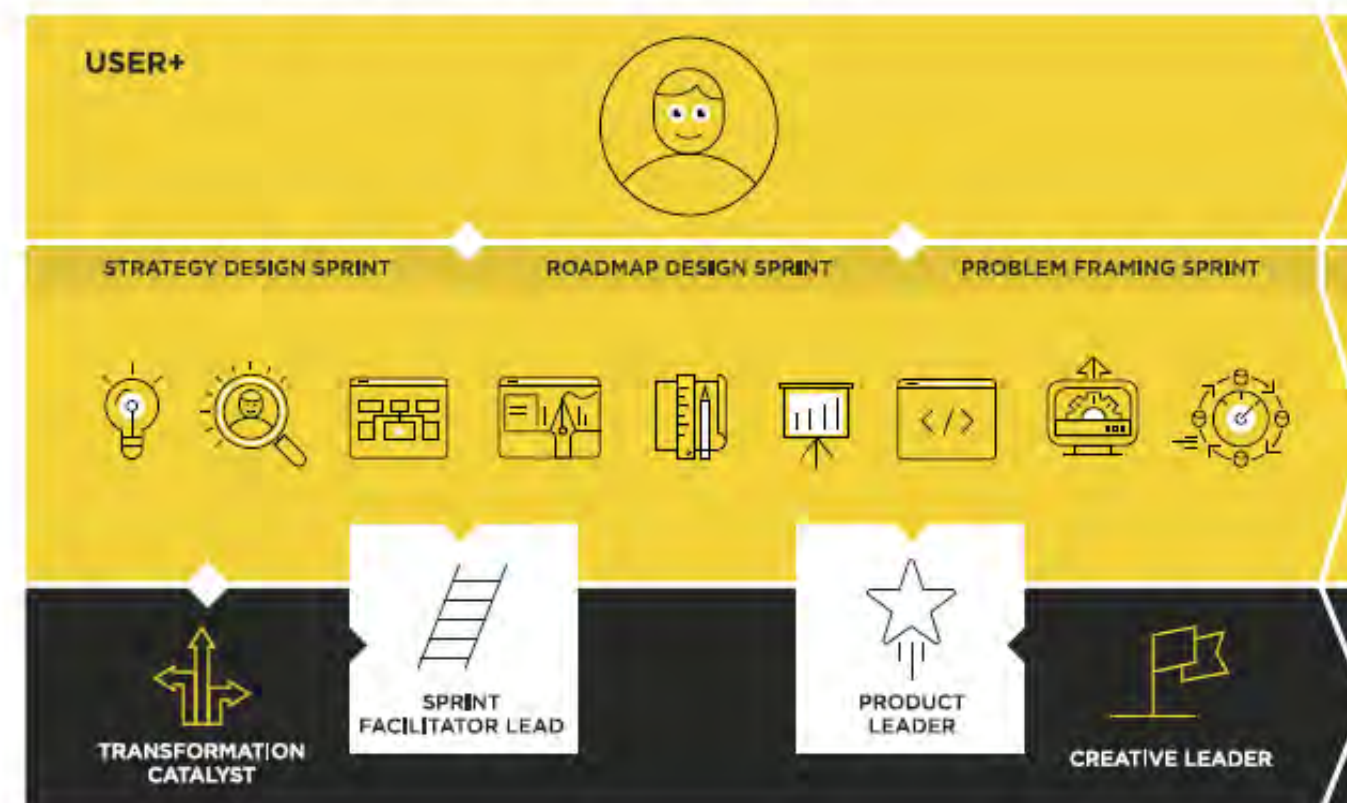 USER+
STRATEGY DESIGN SPRINT
ROADMAP DESIGN SPRINT
PROBLEM FRAMING SPRINT
</>
SPRINT
FACILITATOR LEAD
PRODUCT
LEADER
TRANSFORMATION
CATALYST
CREATIVE LEADER